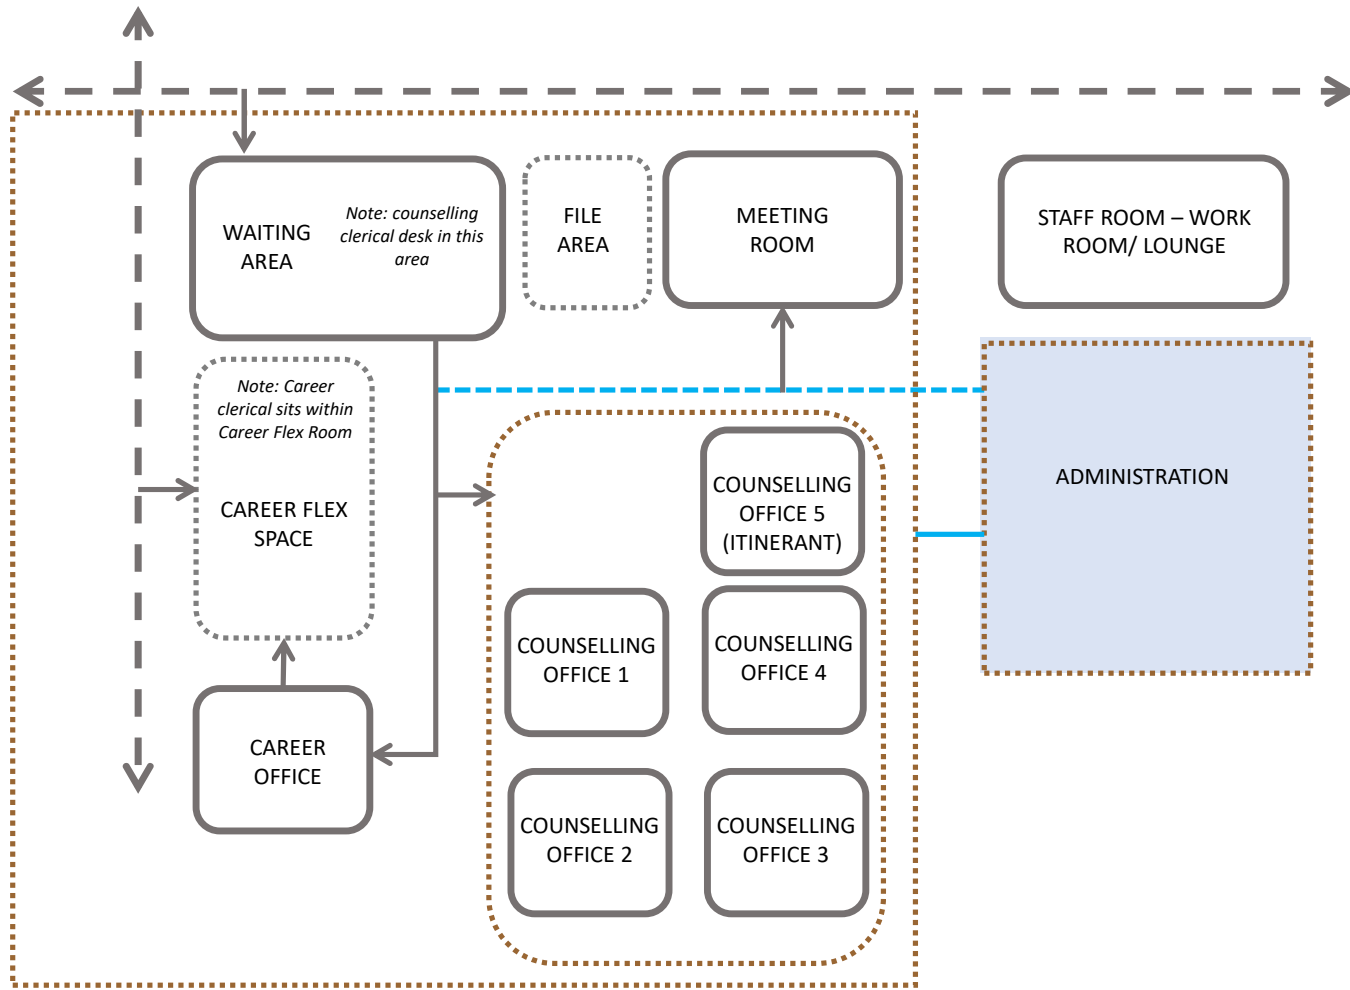 WAITING
AREA
Note: counselling
clerical desk in this
area
FILE
AREA
MEETING
ROOM
STAFF ROOM – WORK
ROOM/ LOUNGE
Note: Career
clerical sits within
Career Flex Room
CAREER FLEX
SPACE
COUNSELLING
OFFICE 5
(ITINERANT)
ADMINISTRATION
COUNSELLING
OFFICE 1
COUNSELLING
OFFICE 4
CAREER
OFFICE
COUNSELLING
OFFICE 2
COUNSELLING
OFFICE 3